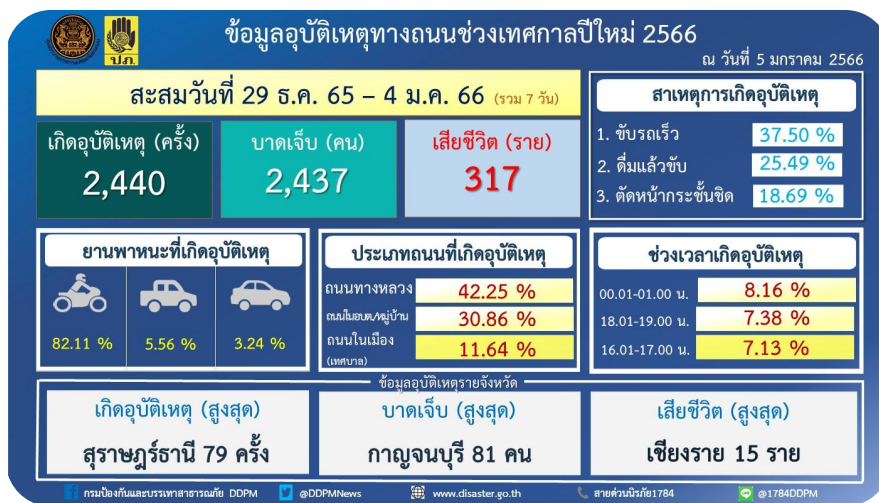 ข้อมูลอุบัติเหตุทางถนนช่วงเทศกาลปีใหม่ 2566
ปภ.
ณ วันที่ 5 มกราคม 2566
สะสมวันที่ 29 ธ.ค. 65 – 4 ม.ค. 66 (รวม 7 วัน)
เกิดอุบัติเหตุ (ครั้ง)
2,440
บาดเจ็บ (คน)
2,437
เสียชีวิต (ราย)
317
สาเหตุการเกิดอุบัติเหตุ
1. ขับรถเร็ว 37.50 %
2. ดื่มแล้วขับ 25.49 %
3. ตัดหน้ากระชั้นชิด 18.69 %
ยานพาหนะที่เกิดอุบัติเหตุ
82.11 % 5.56 % 3.24 %
ประเภทถนนที่เกิดอุบัติเหตุ
ถนนทางหลวง 42.25 %
ถนนในอบต./หมู่บ้าน 30.86 %
ถนนในเมือง 11.64 %
(เทศบาล)
ช่วงเวลาเกิดอุบัติเหตุ
00.01-01.00 น. 8.16 %
18.01-19.00 น. 7.38 %
16.01-17.00 น. 7.13 %
ข้อมูลอุบัติเหตุรายจังหวัด
เกิดอุบัติเหตุ (สูงสุด)
สุราษฎร์ธานี 79 ครั้ง
บาดเจ็บ (สูงสุด)
กาญจนบุรี 81 คน
เสียชีวิต (สูงสุด)
เชียงราย 15 ราย
กรมป้องกันและบรรเทาสาธารณภัย DDPM @DDPMNews www.disaster.go.th สายด่วนนิรภัย1784 @1784DDPM